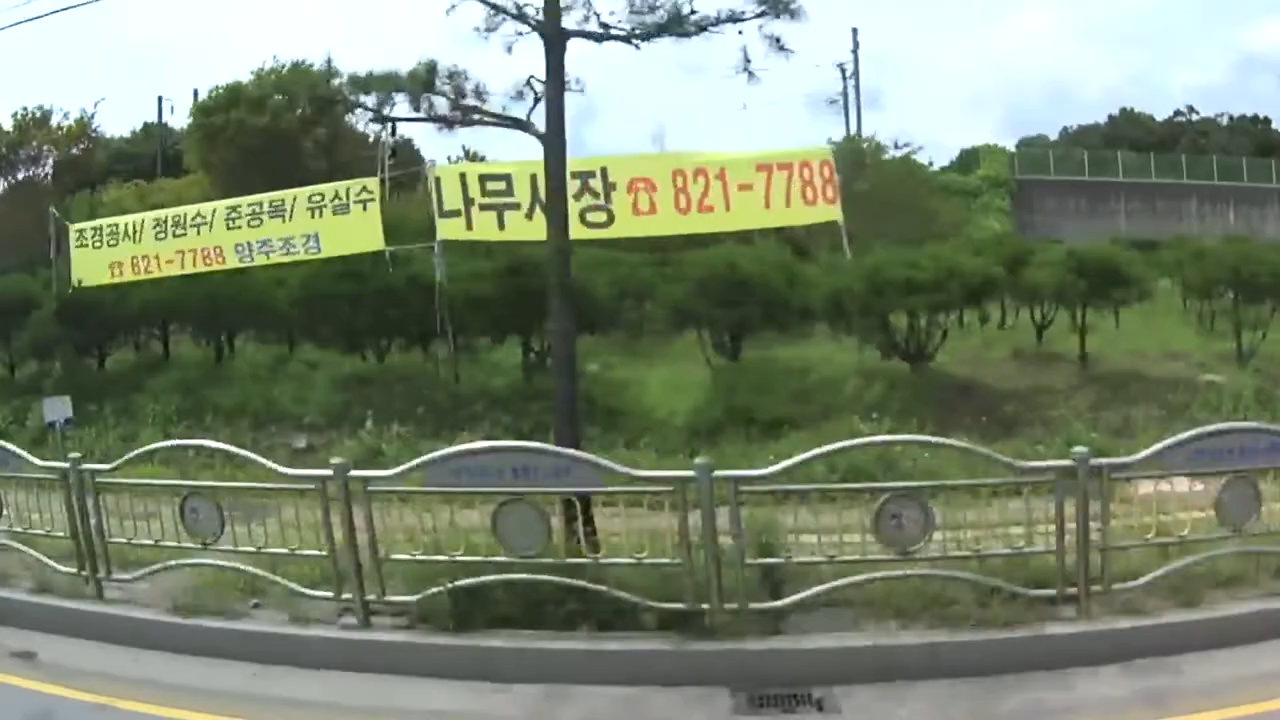 조경공사/ 정원수/ 준공목/ 유실수
☎ 821-7788 양주조경
나무시장 ☎ 821-7788